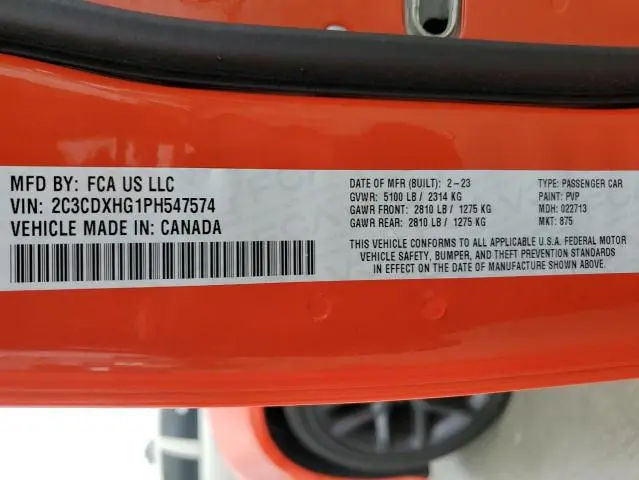 MFD BY: FCA US LLC
VIN: 2C3CDXHG1PH547574
VEHICLE MADE IN: CANADA
DATE OF MFR (BUILT): 2-23
GVWR: 5100 LB / 2314 KG
GAWR FRONT: 2810 LB / 1275 KG
GAWR REAR: 2810 LB / 1275 KG
TYPE: PASSENGER CAR
PAINT: PVP
MDH: 022713
MKT: 875
THIS VEHICLE CONFORMS TO ALL APPLICABLE U.S.A. FEDERAL MOTOR
VEHICLE SAFETY, BUMPER, AND THEFT PREVENTION STANDARDS
IN EFFECT ON THE DATE OF MANUFACTURE SHOWN ABOVE.